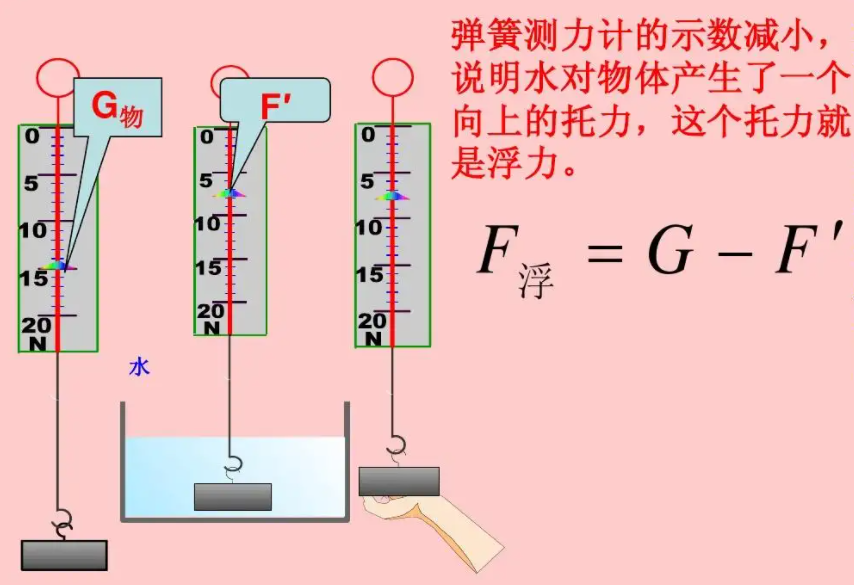 弹簧测力计的示数减小,
说明水对物体产生了一个
向上的托力,这个托力就
是浮力。
F浮 = G − F′
G物
F′
0
5
10
15
20
N
0
5
10
15
20
N
0
5
10
15
20
N
水